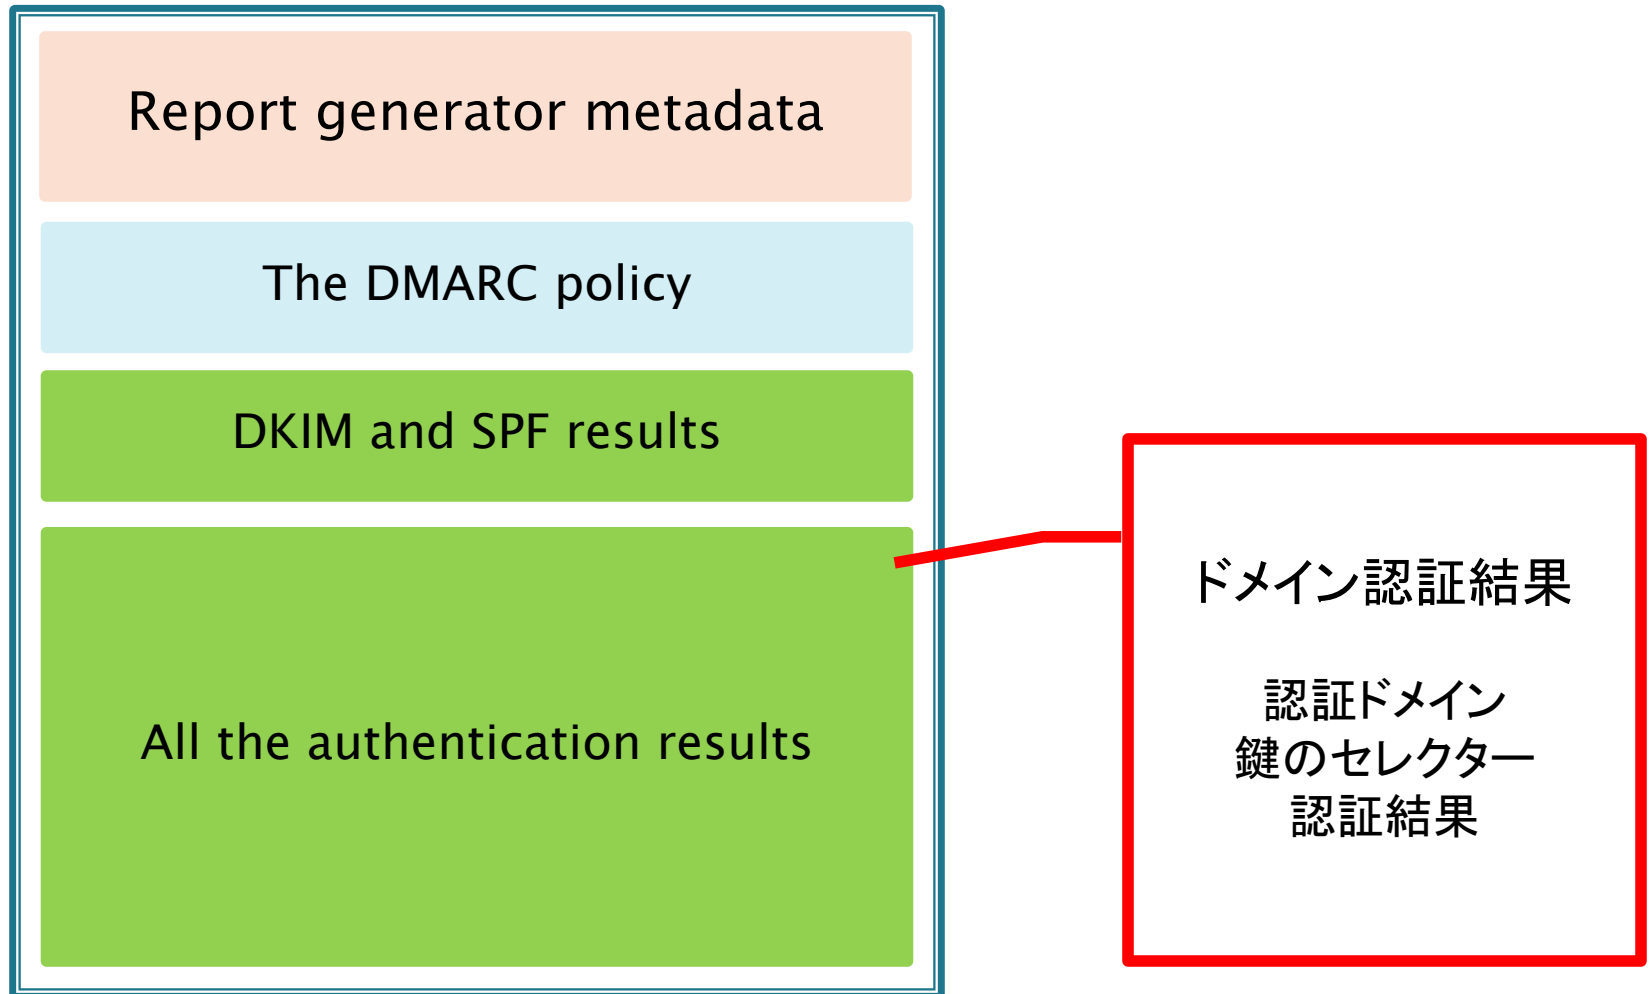 Report generator metadata
The DMARC policy
DKIM and SPF results
All the authentication results
ドメイン認証結果
認証ドメイン
鍵のセレクター
認証結果